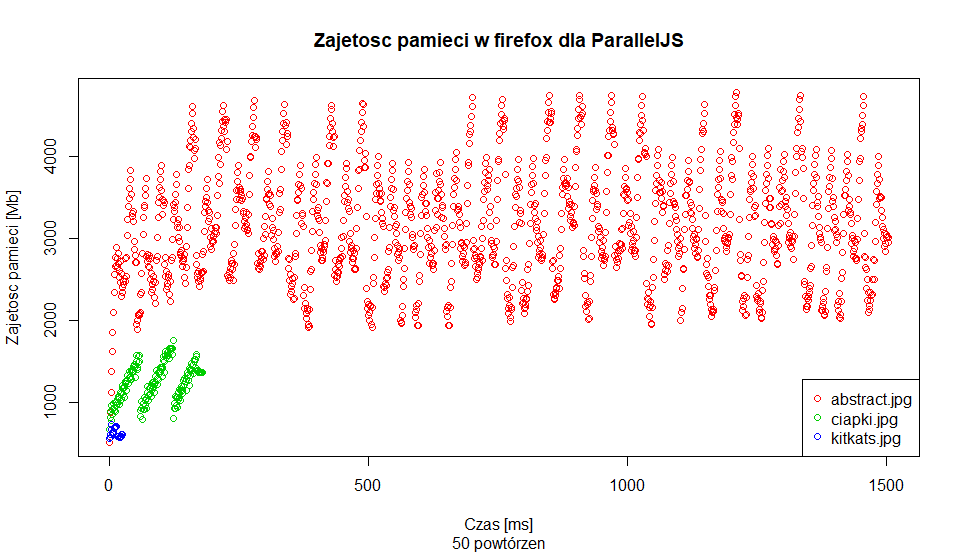 Zajetosc pamieci w firefox dla ParallelJS
Zajetosc pamieci [Mb]
4000
3000
2000
1000
abstract.jpg
ciapki.jpg
kitkats.jpg
0
500
1000
1500
Czas [ms]
50 powtórzen